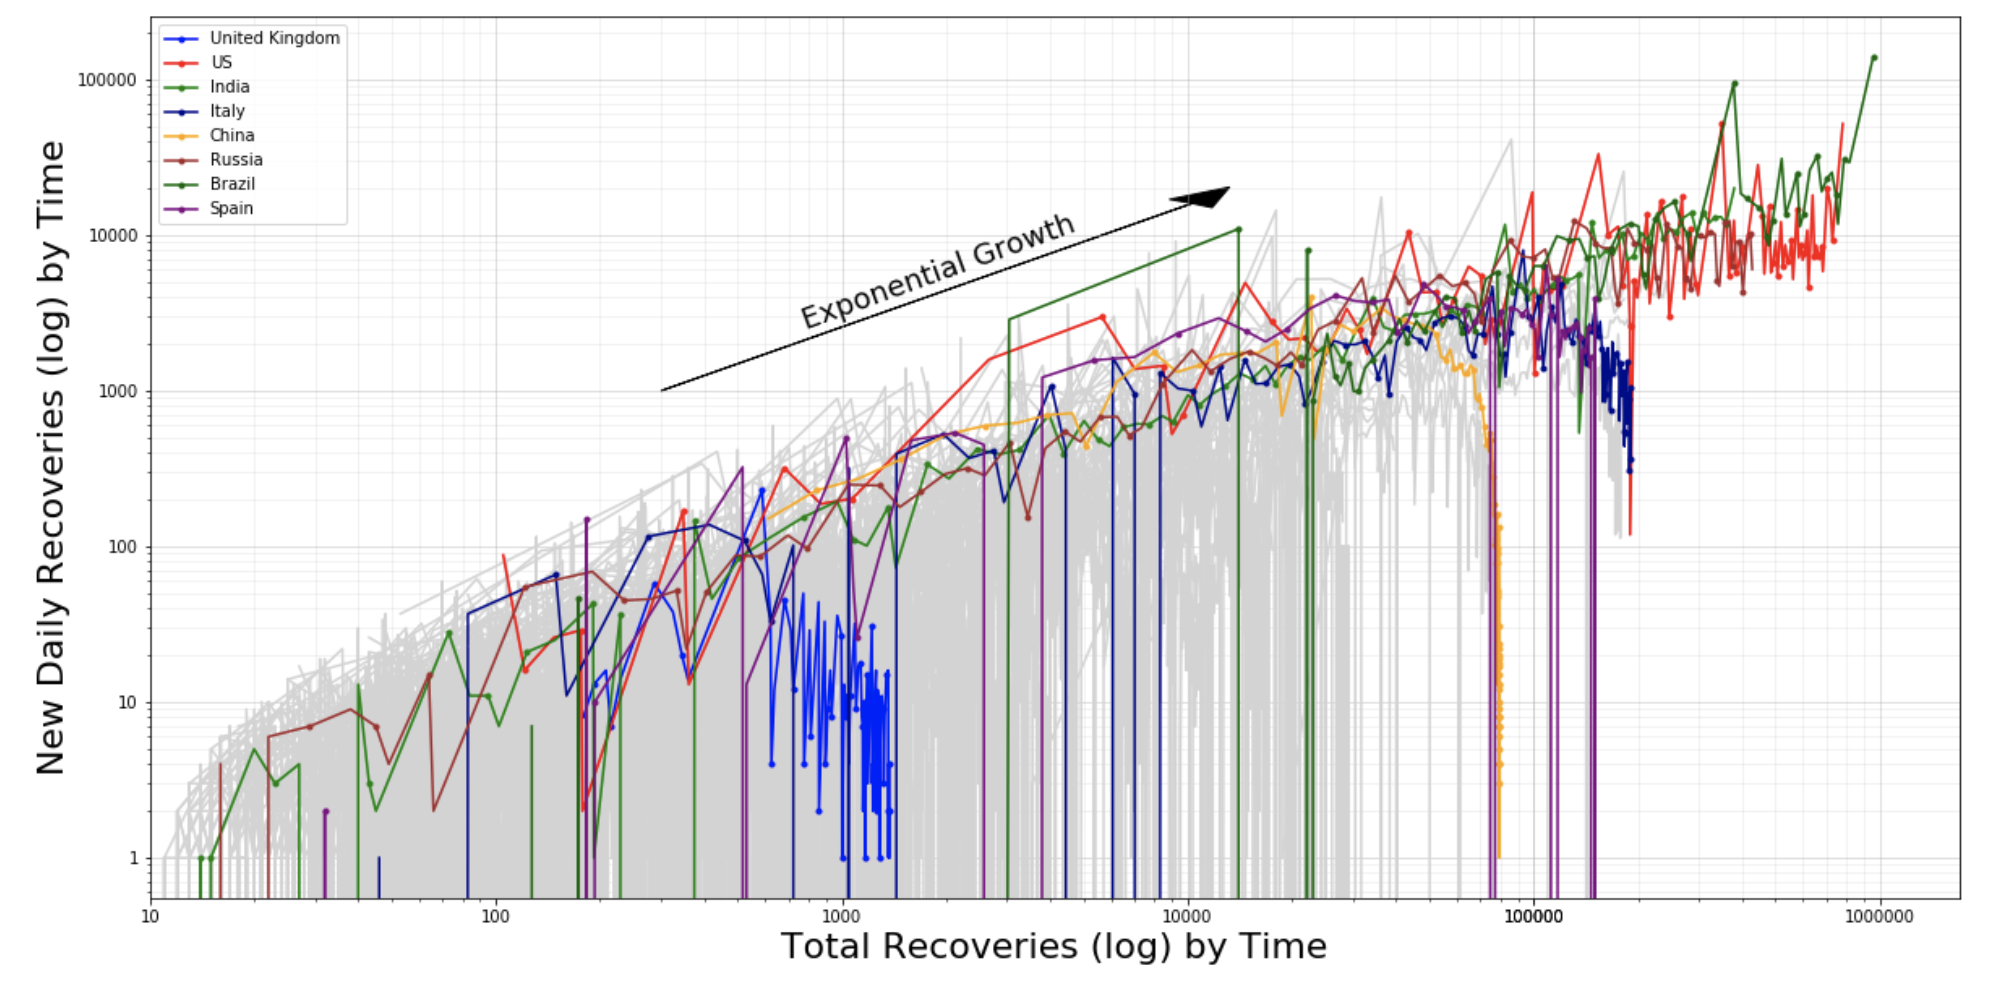 United Kingdom
US
India
Italy
China
Russia
Brazil
Spain
Exponential Growth
New Daily Recoveries (log) by Time
100000
10000
1000
100
10
1
10
100
1000
10000
100000
1000000
Total Recoveries (log) by Time